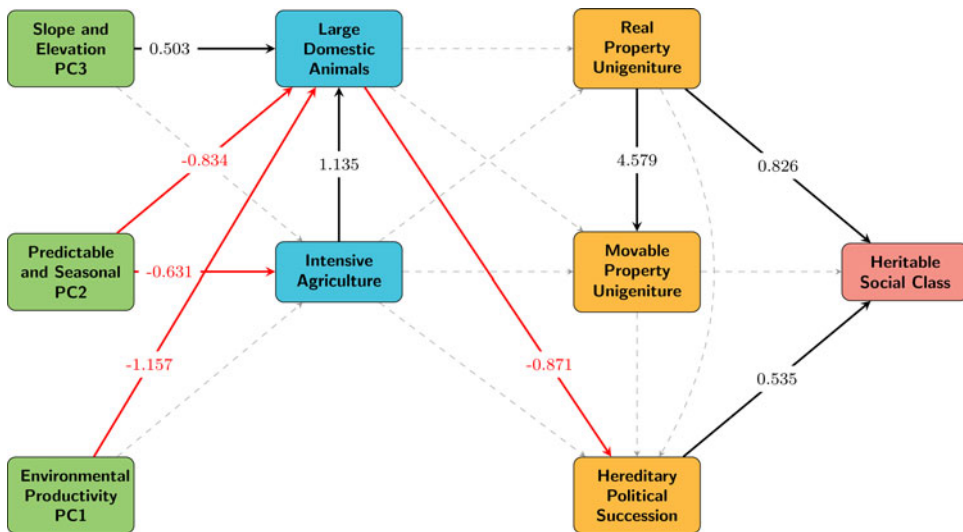 Slope and
Elevation
PC3
0.503
Large
Domestic
Animals
Real
Property
Unigeniture
-0.834
1.135
4.579
0.826
Predictable
and Seasonal
PC2
-0.631
Intensive
Agriculture
Movable
Property
Unigeniture
Heritable
Social Class
-1.157
-0.871
0.535
Environmental
Productivity
PC1
Hereditary
Political
Succession